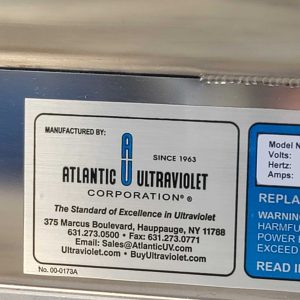 MANUFACTURED BY:
AU
SINCE 1963
ATLANTIC ULTRAVIOLET
CORPORATION®
The Standard of Excellence in Ultraviolet
375 Marcus Boulevard, Hauppauge, NY 11788
631.273.0500 • Fax: 631.273.0771
Email: Sales@AtlanticUV.com
Ultraviolet.com • BuyUltraviolet.com
No. 00-0173A
Model N
Volts:
Hertz:
Amps:
REPLA
WARNIN
HARMFU
POWER
EXCEED
READ I